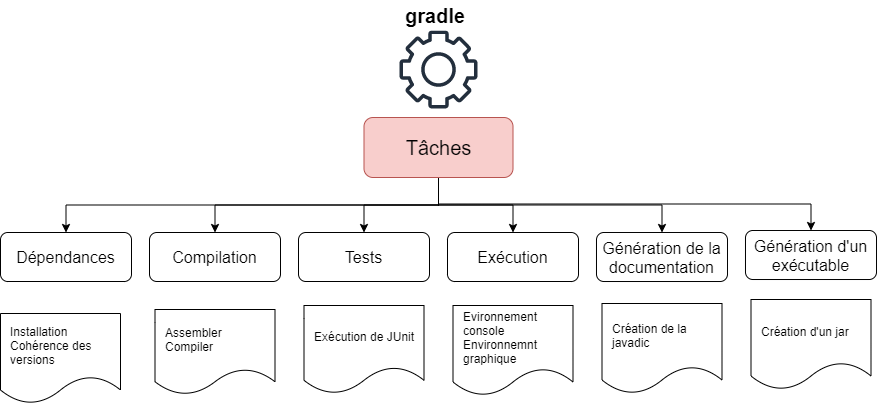 gradle
Tâches
Dépendances
Compilation
Tests
Exécution
Génération de la
documentation
Génération d'un
exécutable
Installation
Cohérence des
versions
Assembler
Compiler
Exécution de JUnit
Evironnement
console
Environnemnt
graphique
Création de la
javadic
Création d'un jar